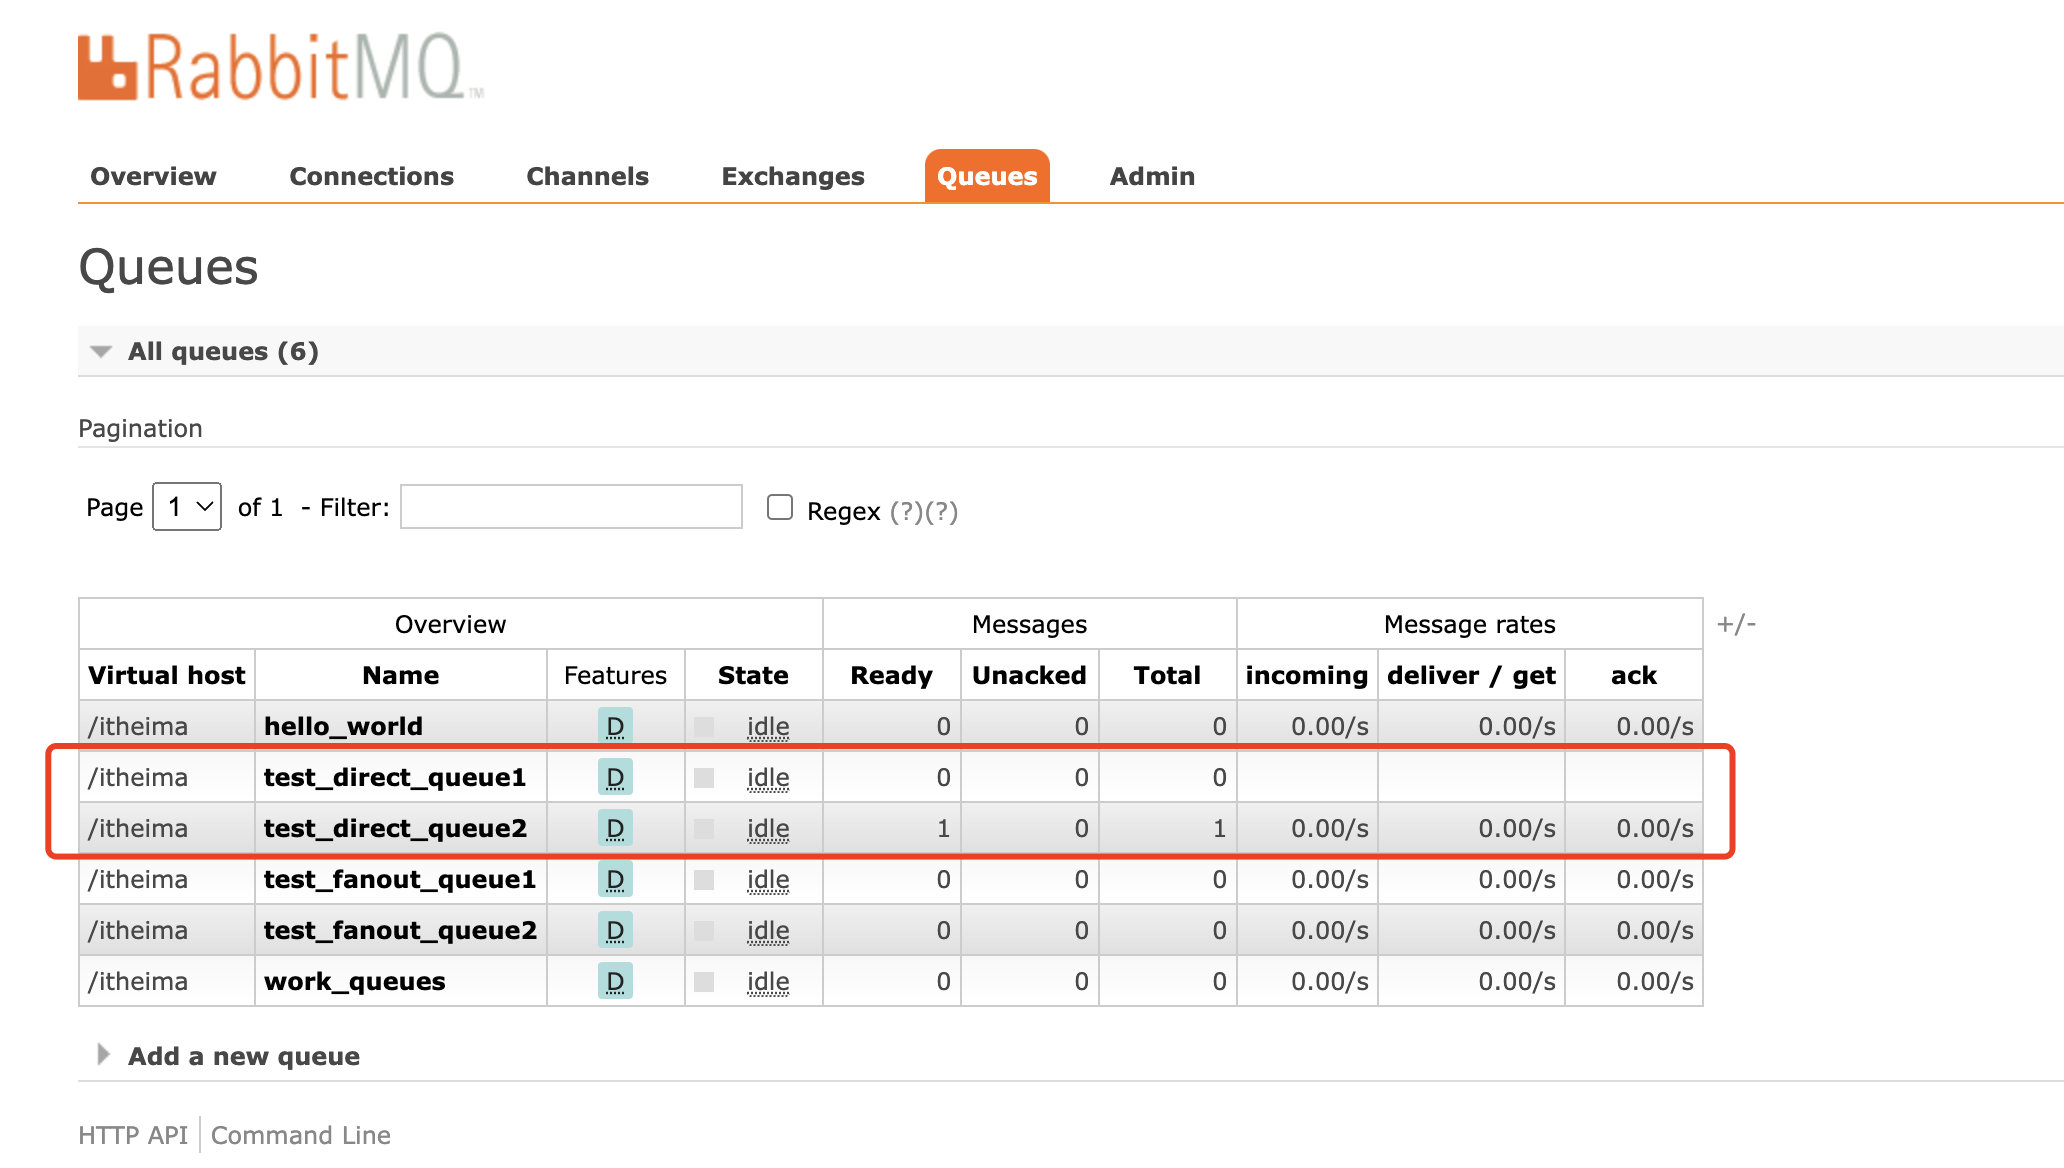 RabbitMQ TM
Overview Connections Channels Exchanges Queues Admin
Queues
All queues (6)
Pagination
Page 1 of 1 - Filter: Regex (?)(?)
Overview Messages Message rates +/-
Virtual host Name Features State Ready Unacked Total incoming deliver / get ack
/itheima hello_world D idle 0 0 0 0.00/s 0.00/s 0.00/s
/itheima test_direct_queue1 D idle 0 0 0
/itheima test_direct_queue2 D idle 1 0 1 0.00/s 0.00/s 0.00/s
/itheima test_fanout_queue1 D idle 0 0 0 0.00/s 0.00/s 0.00/s
/itheima test_fanout_queue2 D idle 0 0 0 0.00/s 0.00/s 0.00/s
/itheima work_queues D idle 0 0 0 0.00/s 0.00/s 0.00/s
Add a new queue
HTTP API Command Line